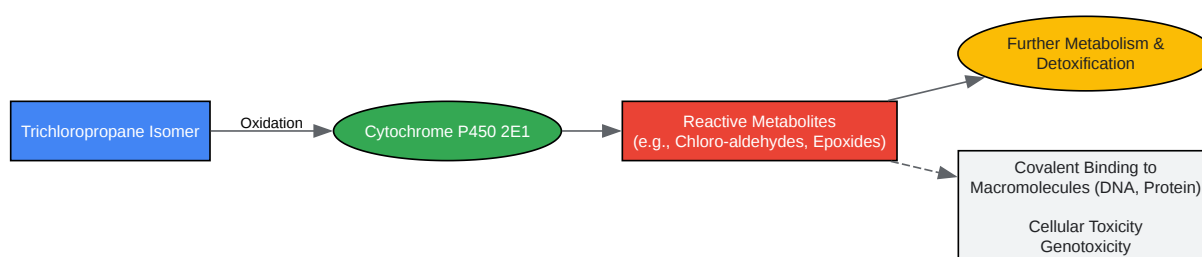 Trichloropropane Isomer
Oxidation
Cytochrome P450 2E1
Reactive Metabolites
(e.g., Chloro-aldehydes, Epoxides)
Further Metabolism &
Detoxification
Covalent Binding to
Macromolecules (DNA, Protein)
Cellular Toxicity
Genotoxicity